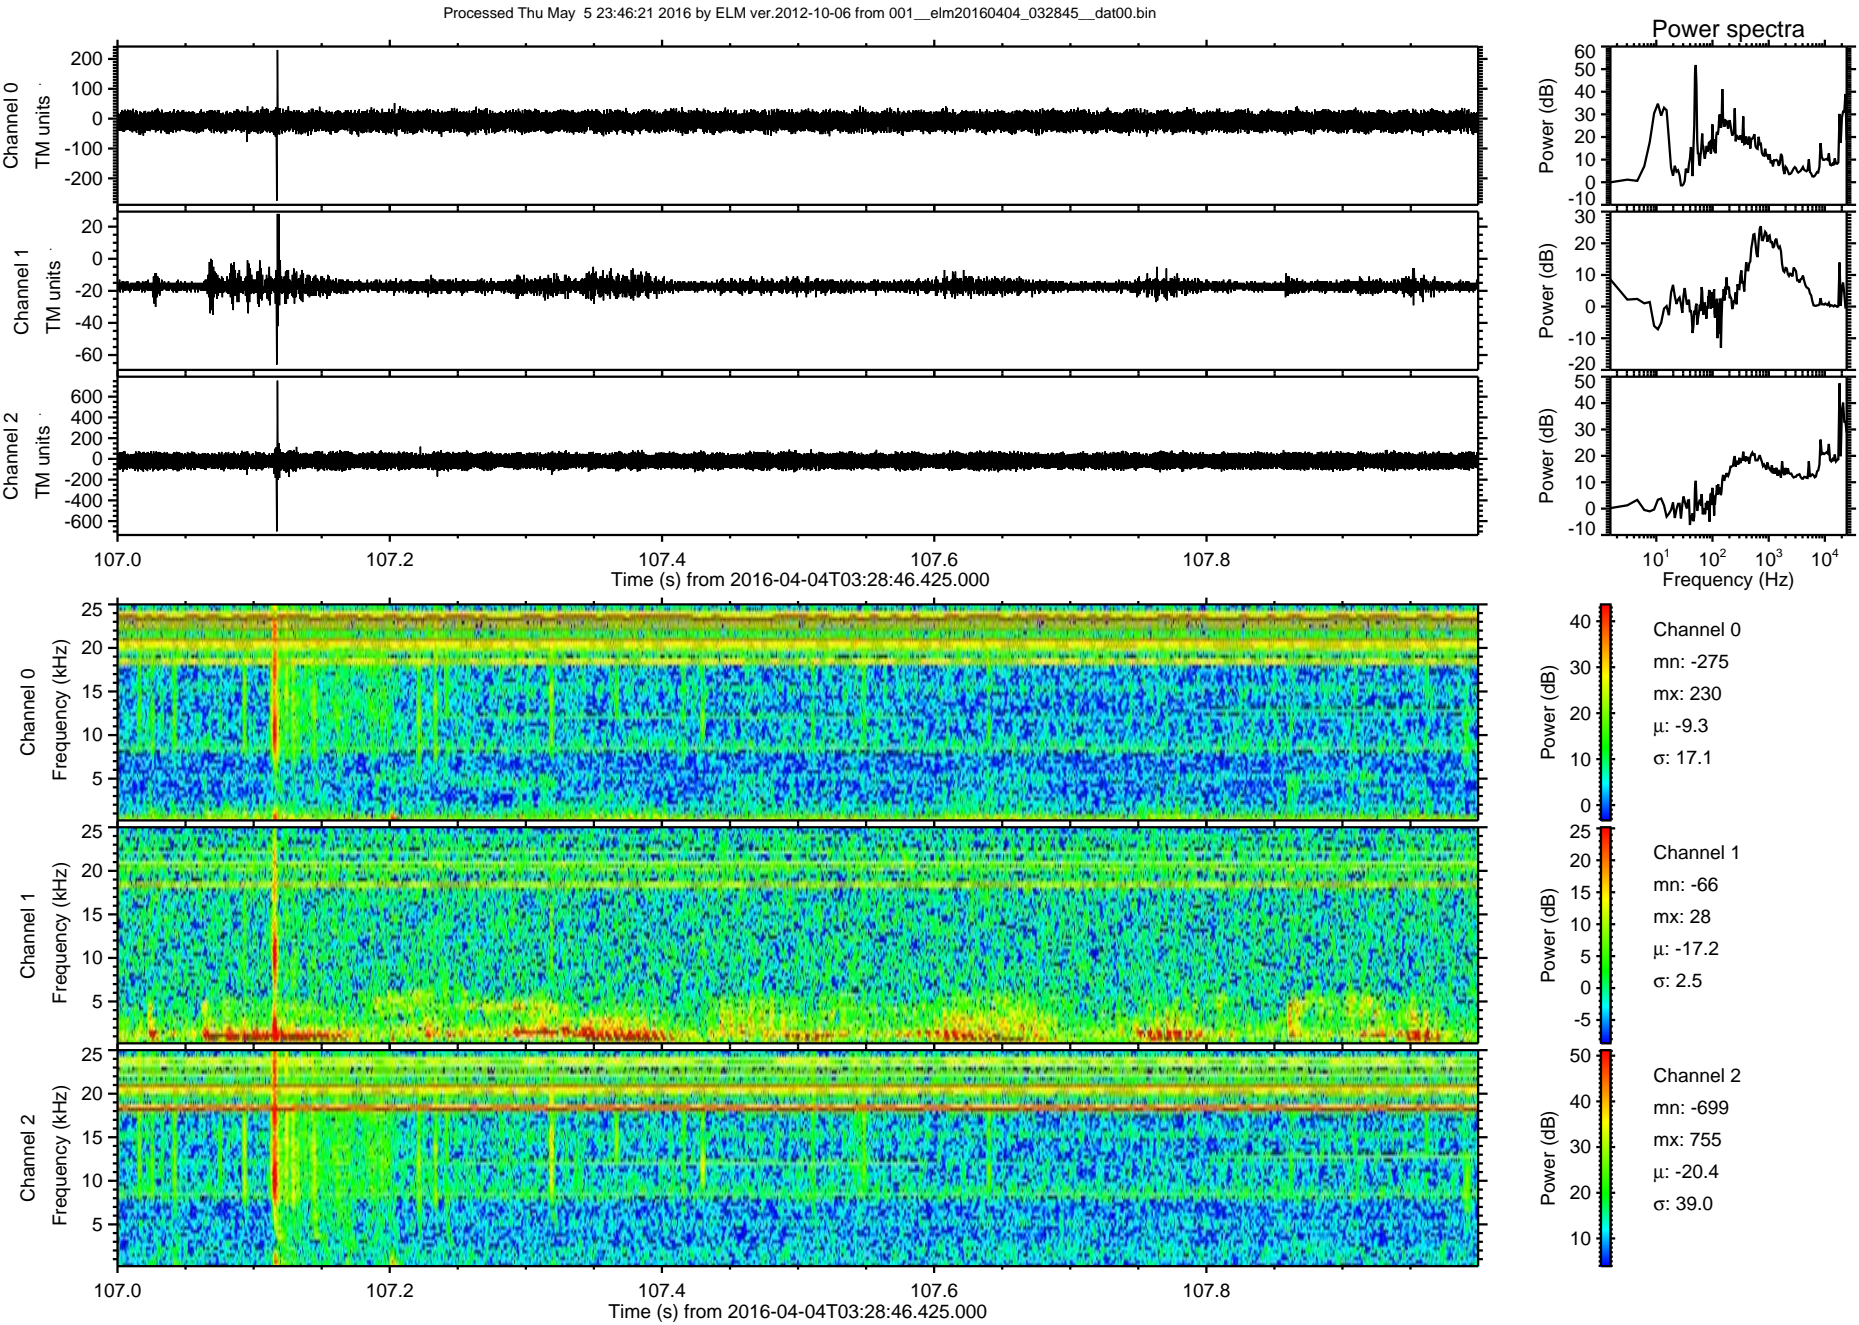 Processed Thu May  5 23:46:21 2016 by ELM ver.2012-10-06 from 001__elm20160404_032845__dat00.bin
Power spectra
Channel 0
TM units
200
100
0
-100
-200
Power (dB)
60
50
40
30
20
10
0
-10
Channel 1
TM units
20
0
-20
-40
-60
Power (dB)
30
20
10
0
-10
-20
Channel 2
TM units
600
400
200
0
-200
-400
-600
Power (dB)
50
40
30
20
10
0
-10
107.0 107.2 107.4 107.6 107.8
Time (s) from 2016-04-04T03:28:46.425.000
10^1 10^2 10^3 10^4
Frequency (Hz)
Channel 0
Frequency (kHz)
25
20
15
10
5
Power (dB)
40
30
20
10
0
Channel 0
mn: -275
mx: 230
μ: -9.3
σ: 17.1
Channel 1
Frequency (kHz)
25
20
15
10
5
Power (dB)
25
20
15
10
5
0
-5
Channel 1
mn: -66
mx: 28
μ: -17.2
σ: 2.5
Channel 2
Frequency (kHz)
25
20
15
10
5
Power (dB)
50
40
30
20
10
Channel 2
mn: -699
mx: 755
μ: -20.4
σ: 39.0
107.0 107.2 107.4 107.6 107.8
Time (s) from 2016-04-04T03:28:46.425.000